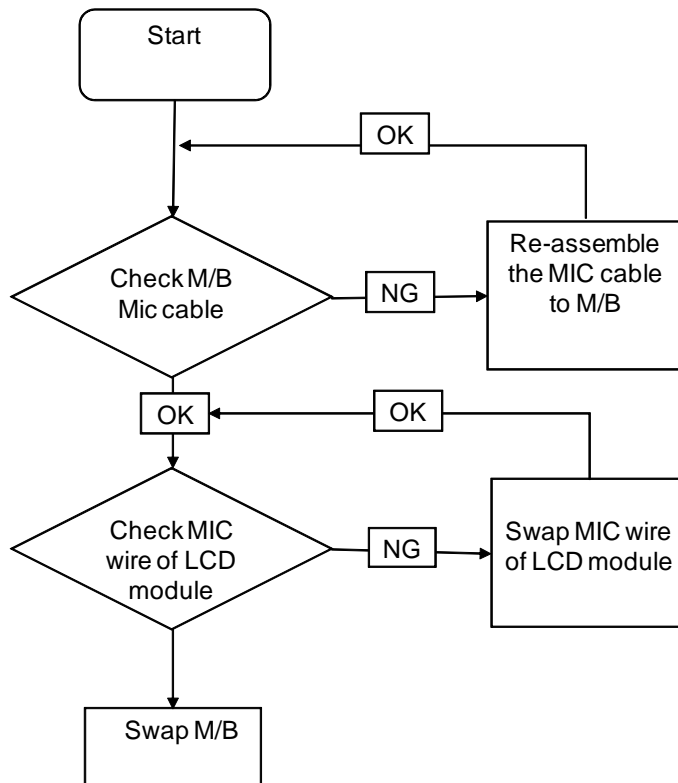 Start
OK
Check M/B
Mic cable
NG
Re-assemble
the MIC cable
to M/B
OK
OK
Check MIC
wire of LCD
module
NG
Swap MIC wire
of LCD module
Swap M/B